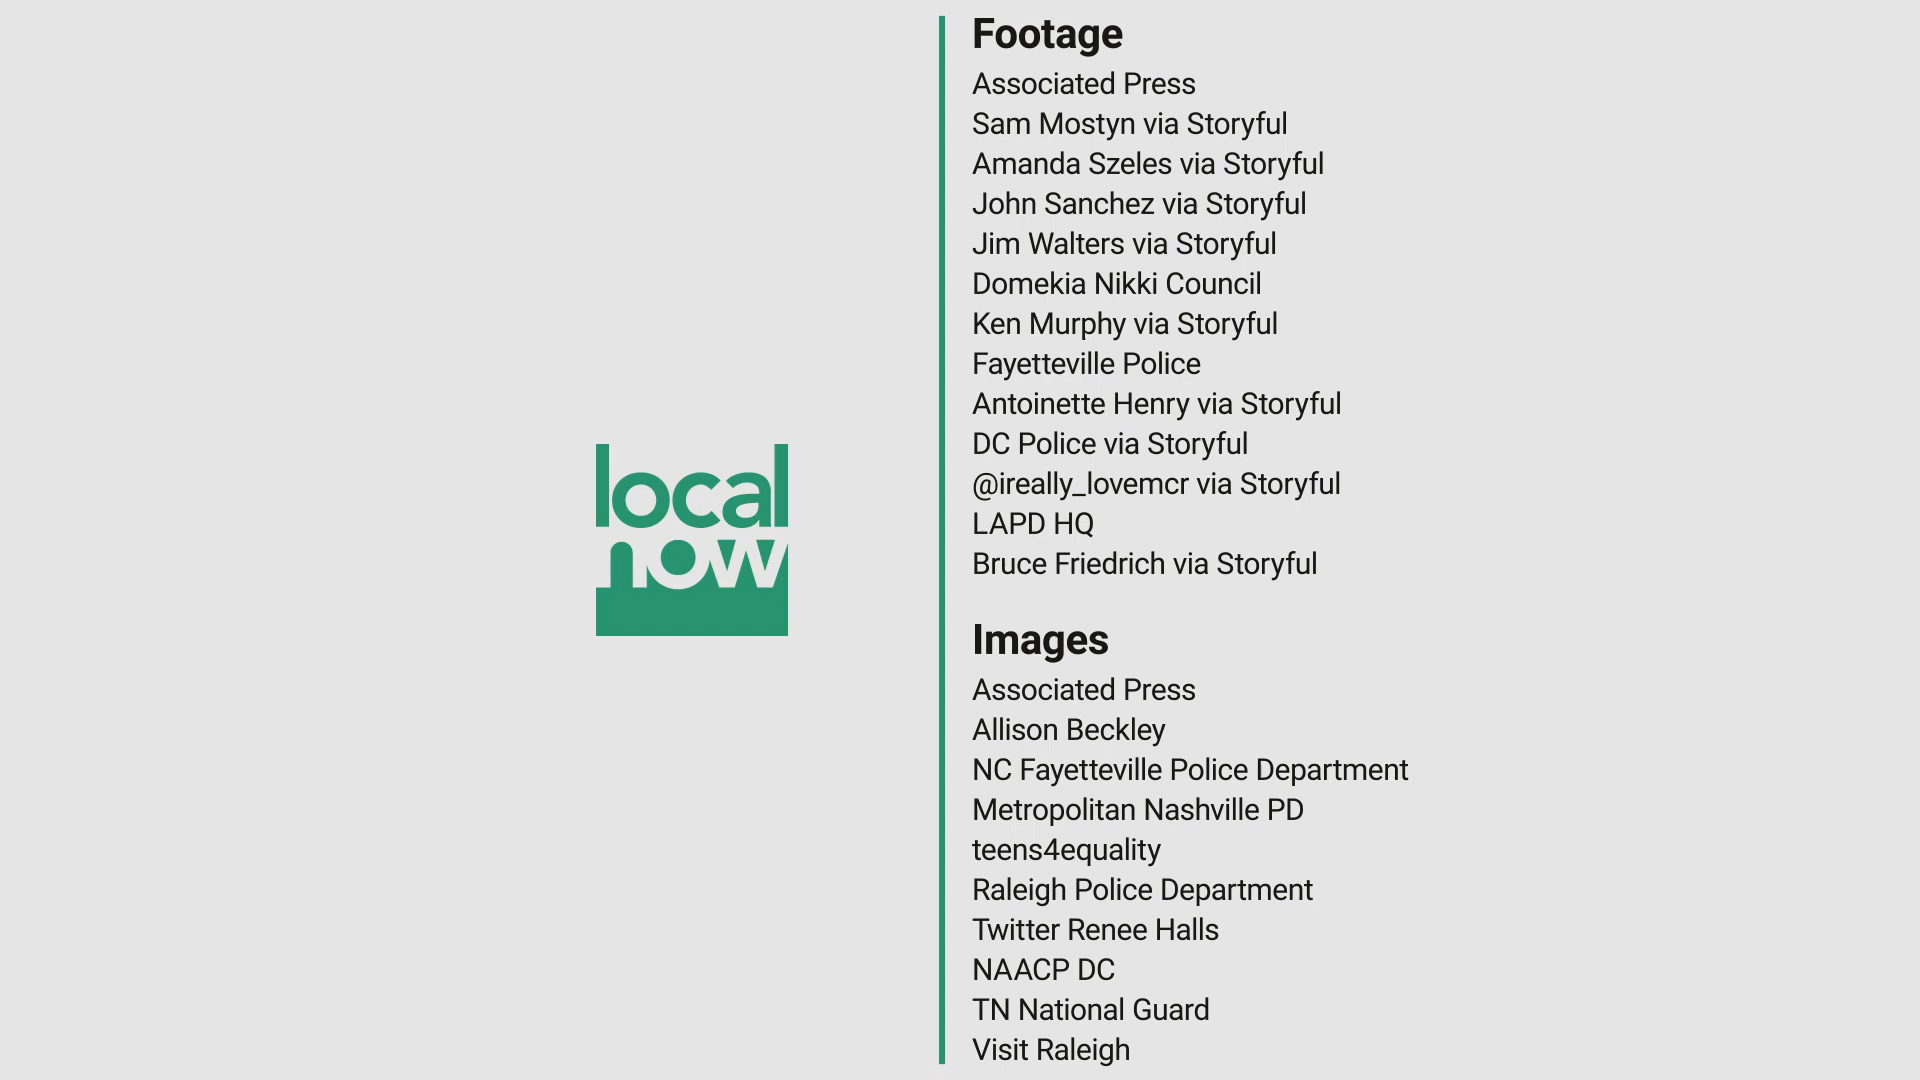 local
now
Footage
Associated Press
Sam Mostyn via Storyful
Amanda Szeles via Storyful
John Sanchez via Storyful
Jim Walters via Storyful
Domekia Nikki Council
Ken Murphy via Storyful
Fayetteville Police
Antoinette Henry via Storyful
DC Police via Storyful
@ireally_lovemcr via Storyful
LAPD HQ
Bruce Friedrich via Storyful
Images
Associated Press
Allison Beckley
NC Fayetteville Police Department
Metropolitan Nashville PD
teens4equality
Raleigh Police Department
Twitter Renee Halls
NAACP DC
TN National Guard
Visit Raleigh